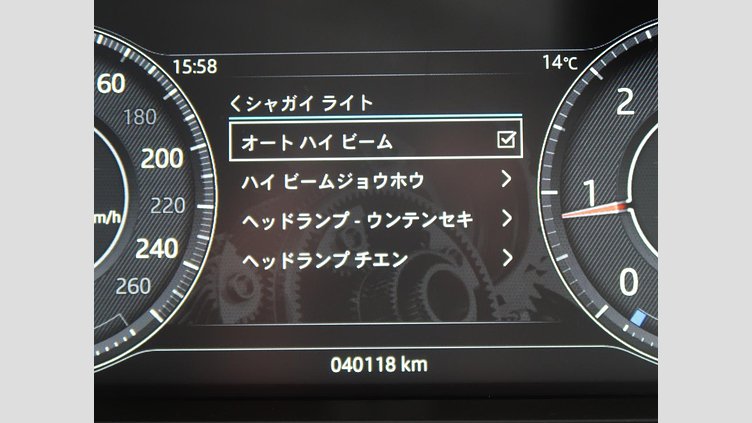 15:58
14℃
シャガイ ライト
オート ハイ ビーム
ハイ ビームジョウホウ
ヘッドランプ - ウンテンセキ
ヘッドランプ チエン
60
180
200
220
240
260
m/h
2
1
0
040118 km